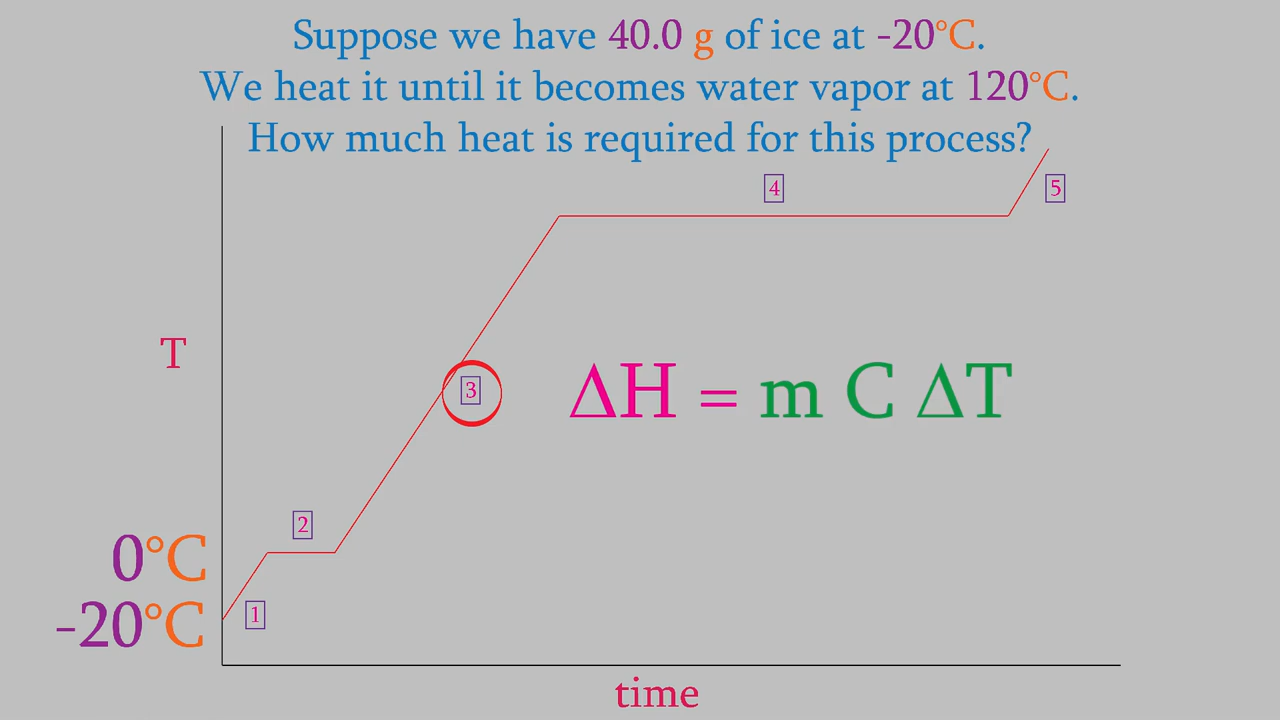 Suppose we have 40.0 g of ice at -20°C.
We heat it until it becomes water vapor at 120°C.
How much heat is required for this process?
4
5
T
3
ΔH = m C ΔT
2
0°C
-20°C
1
time